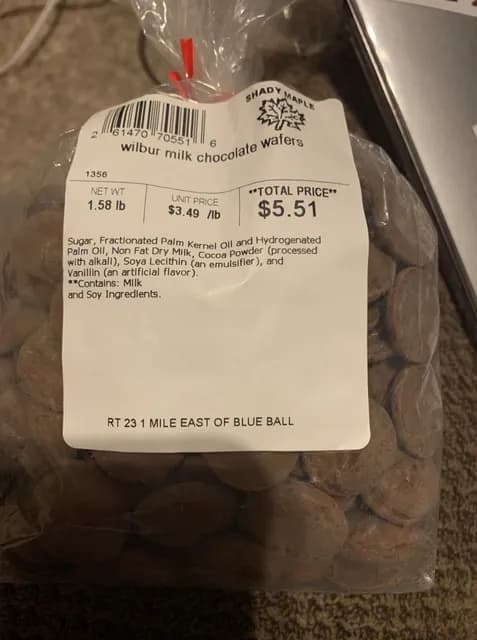 SHADY MAPLE
2 61470 70551 6
wilbur milk chocolate wafers
1356
NET WT
1.58 lb
UNIT PRICE
$3.49 /lb
**TOTAL PRICE**
$5.51
Sugar, Fractionated Palm Kernel Oil and Hydrogenated
Palm Oil, Non Fat Dry Milk, Cocoa Powder (processed
with alkali), Soya Lecithin (an emulsifier), and
Vanillin (an artificial flavor).
**Contains: Milk
and Soy Ingredients.
RT 23 1 MILE EAST OF BLUE BALL